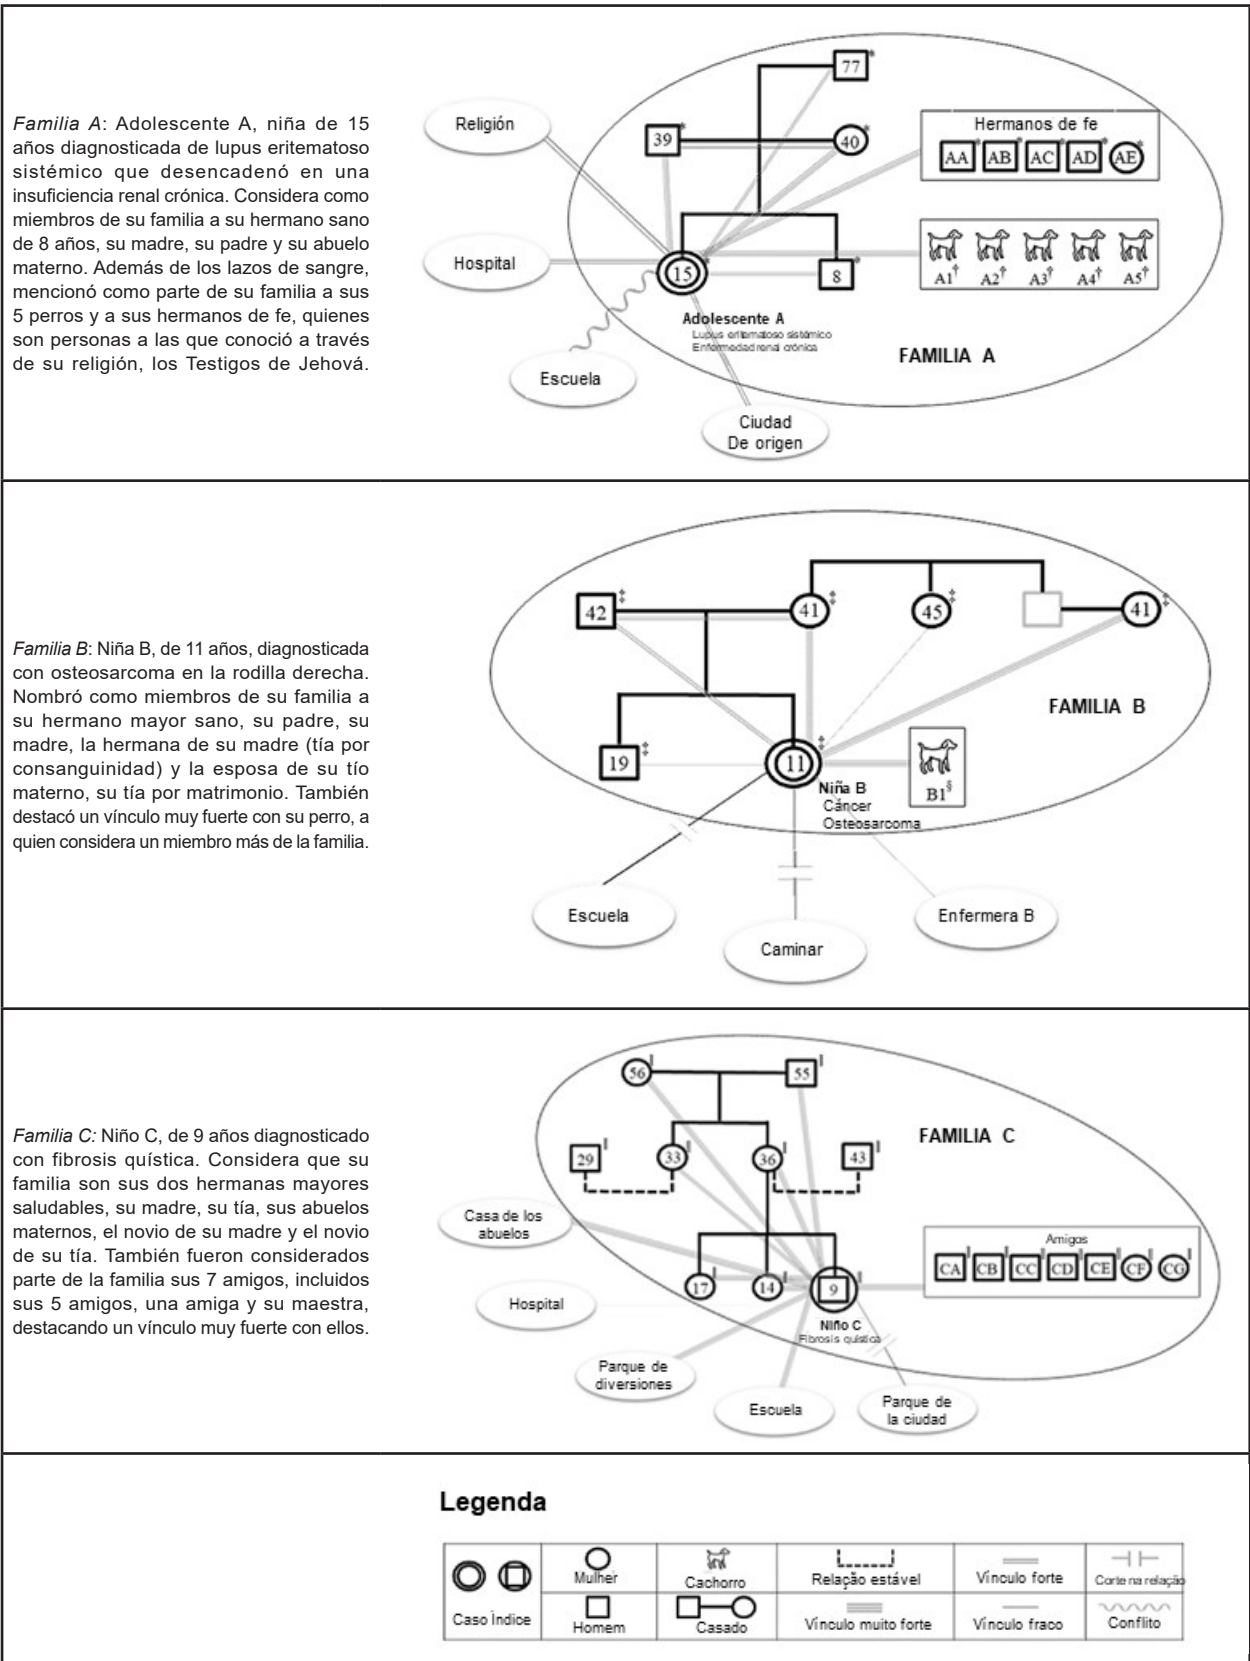 Familia A: Adolescente A, niña de 15
años diagnosticada de lupus eritematoso
sistémico que desencadenó en una
insuficiencia renal crónica. Considera como
miembros de su familia a su hermano sano
de 8 años, su madre, su padre y su abuelo
materno. Además de los lazos de sangre,
mencionó como parte de su familia a sus
5 perros y a sus hermanos de fe, quienes
son personas a las que conoció a través
de su religión, los Testigos de Jehová.
77*
Religión
39*
40*
Hermanos de fe
AA* AB* AC* AD* AE*
Hospital
15*
8*
A1† A2† A3† A4† A5†
Adolescente A
Lupus eritematoso sistémico
Enfermedad renal crónica
FAMILIA A
Escuela
Ciudad
De origen
Familia B: Niña B, de 11 años, diagnosticada
con osteosarcoma en la rodilla derecha.
Nombró como miembros de su familia a
su hermano mayor sano, su padre, su
madre, la hermana de su madre (tía por
consanguinidad) y la esposa de su tío
materno, su tía por matrimonio. También
destacó un vínculo muy fuerte con su perro, a
quien considera un miembro más de la familia.
42‡
41‡
45‡
41‡
FAMILIA B
19‡
11‡
B1§
Niña B
Cáncer
Osteosarcoma
Escuela
Caminar
Enfermera B
Familia C: Niño C, de 9 años diagnosticado
con fibrosis quística. Considera que su
familia son sus dos hermanas mayores
saludables, su madre, su tía, sus abuelos
maternos, el novio de su madre y el novio
de su tía. También fueron considerados
parte de la familia sus 7 amigos, incluidos
sus 5 amigos, una amiga y su maestra,
destacando un vínculo muy fuerte con ellos.
56|
55|
FAMILIA C
29|
33|
36|
43|
Casa de los
abuelos
Amigos
CA| CB| CC| CD| CE| CF| CG|
17|
14|
9|
Hospital
Niño C
Fibrosis quística
Parque de
diversiones
Escuela
Parque de
la ciudad
Legenda
Caso Índice
Mulher
Homem
Cachorro
Casado
Relação estável
Vínculo muito forte
Vínculo forte
Vínculo fraco
Corte na relação
Conflito